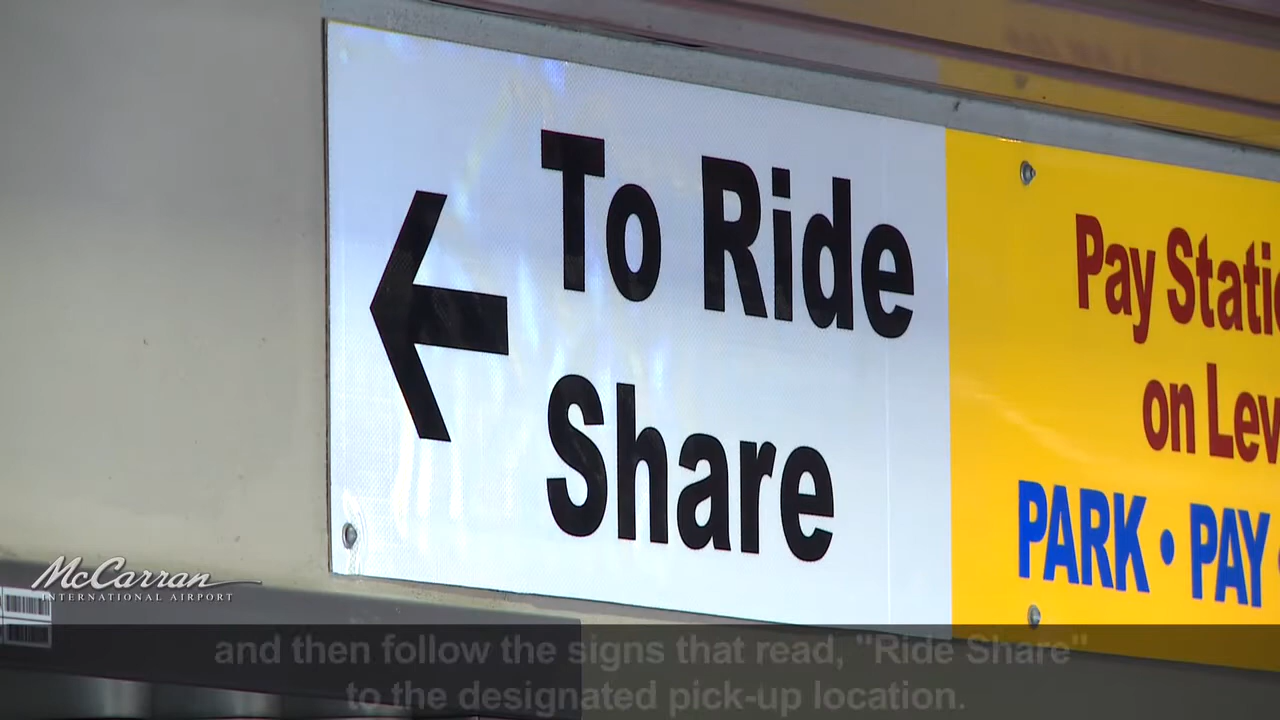 To Ride
Share
Pay Stati
on Lev
PARK • PAY •
McCarran
INTERNATIONAL AIRPORT
and then follow the signs that read, "Ride Share"
to the designated pick-up location.